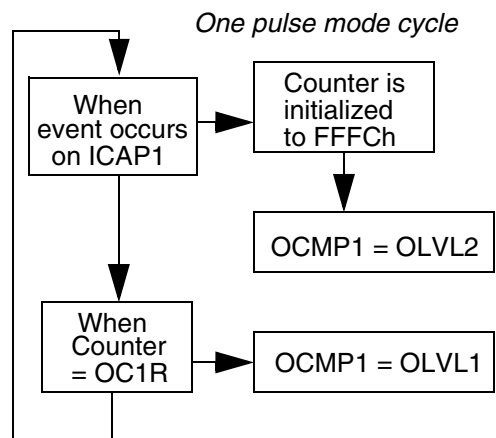 One pulse mode cycle
When
event occurs
on ICAP1
Counter is
initialized
to FFFCh
OCMP1 = OLVL2
When
Counter
= OC1R
OCMP1 = OLVL1